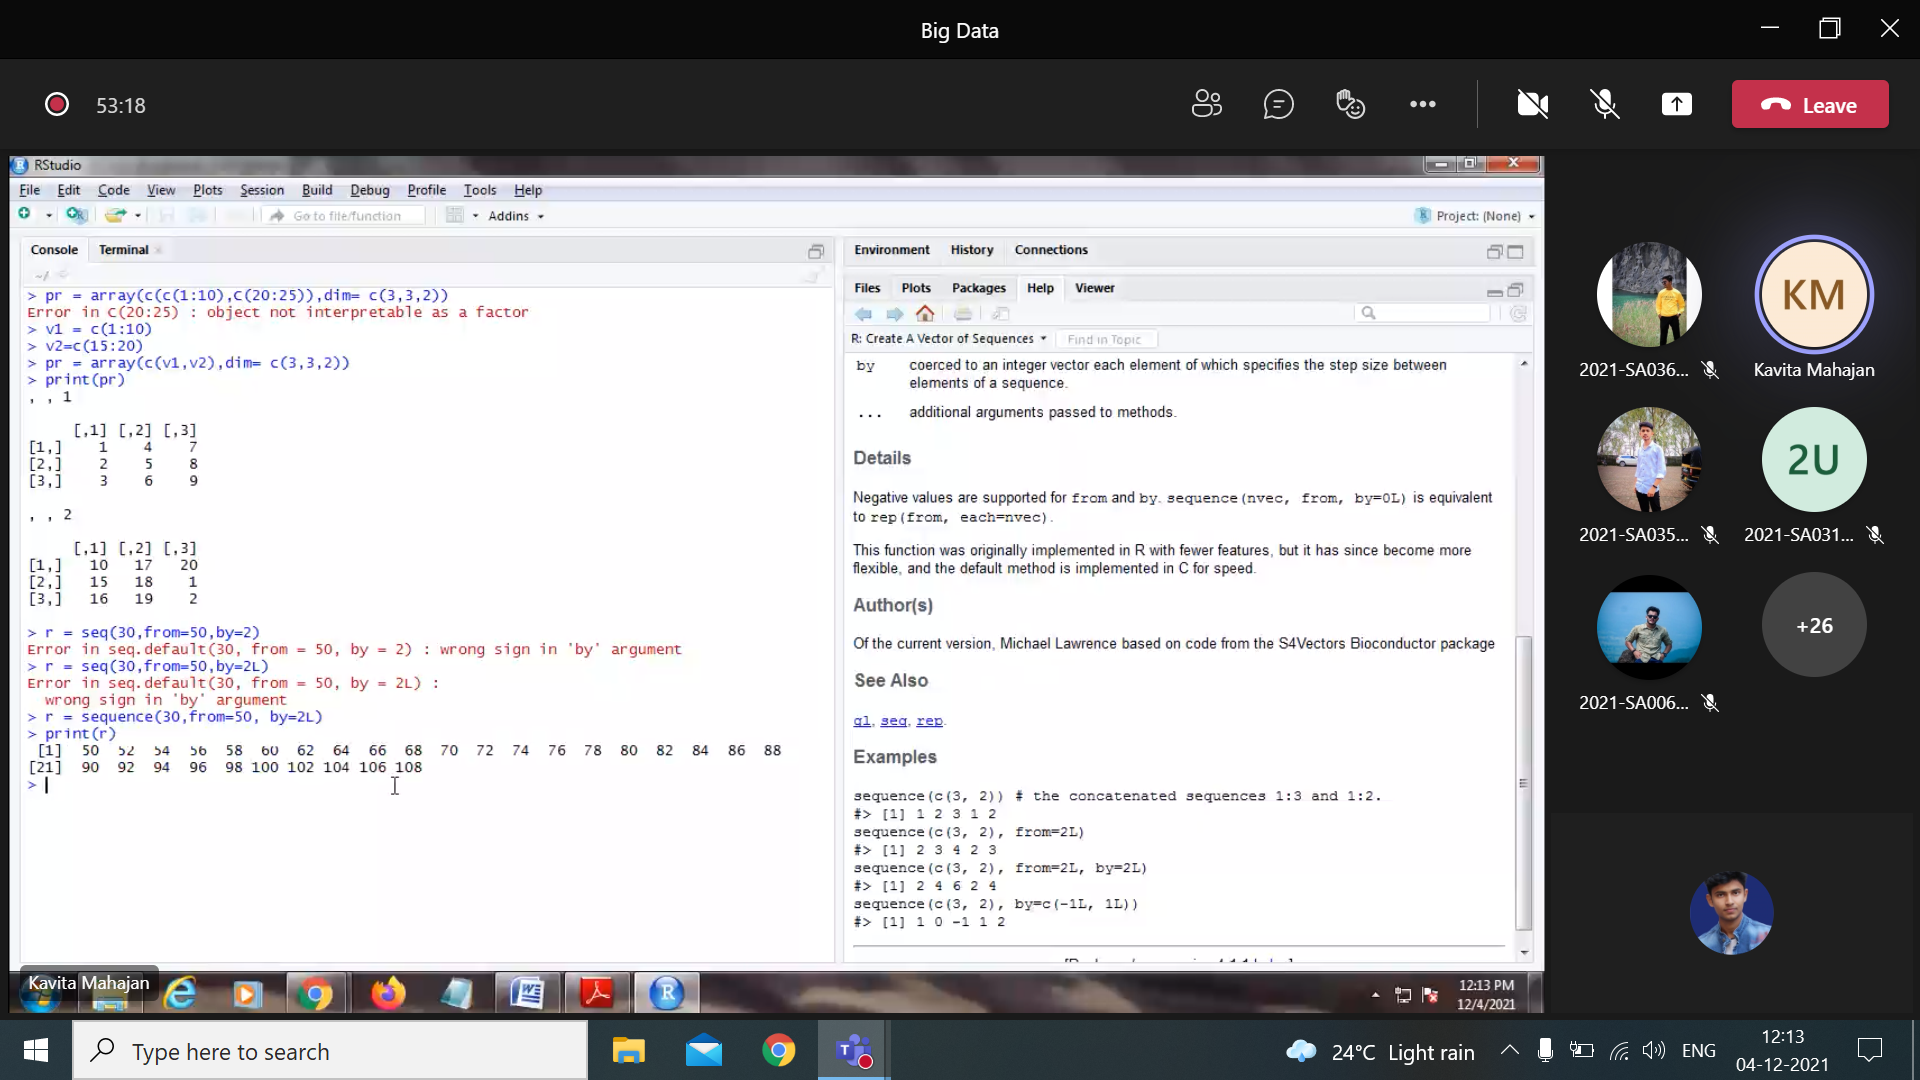 Big Data
53:18
Leave
RStudio
File Edit Code View Plots Session Build Debug Profile Tools Help
Go to file/function
Addins
Project: (None)
Console Terminal
> pr = array(c(c(1:10),C(20:25)),dim= c(3,3,2))
Error in C(20:25) : object not interpretable as a factor
> v1 = c(1:10)
> v2=c(15:20)
> pr = array(c(v1,v2),dim= c(3,3,2))
> print(pr)
, , 1
[,1] [,2] [,3]
[1,] 1 4 7
[2,] 2 5 8
[3,] 3 6 9
, , 2
[,1] [,2] [,3]
[1,] 10 17 20
[2,] 15 18 1
[3,] 16 19 2
> r = seq(30,from=50,by=2)
Error in seq.default(30, from = 50, by = 2) : wrong sign in 'by' argument
> r = seq(30,from=50,by=2L)
Error in seq.default(30, from = 50, by = 2L) :
wrong sign in 'by' argument
> r = sequence(30,from=50, by=2L)
> print(r)
[1] 50 52 54 56 58 60 62 64 66 68 70 72 74 76 78 80 82 84 86 88
[21] 90 92 94 96 98 100 102 104 106 108
>
Environment History Connections
Files Plots Packages Help Viewer
R: Create A Vector of Sequences
Find in Topic
by coerced to an integer vector each element of which specifies the step size between
elements of a sequence.
... additional arguments passed to methods.
Details
Negative values are supported for from and by. sequence(nvec, from, by=0L) is equivalent
to rep(from, each=nvec).
This function was originally implemented in R with fewer features, but it has since become more
flexible, and the default method is implemented in C for speed.
Author(s)
Of the current version, Michael Lawrence based on code from the S4Vectors Bioconductor package
See Also
gl, seq, rep.
Examples
sequence(c(3, 2)) # the concatenated sequences 1:3 and 1:2.
#> [1] 1 2 3 1 2
sequence(c(3, 2), from=2L)
#> [1] 2 3 4 2 3
sequence(c(3, 2), from=2L, by=2L)
#> [1] 2 4 6 2 4
sequence(c(3, 2), by=c(-1L, 1L))
#> [1] 1 0 -1 1 2
KM
2021-SA036...
Kavita Mahajan
2U
2021-SA035...
2021-SA031...
+26
2021-SA006...
Kavita Mahajan
12:13 PM
12/4/2021
Type here to search
24°C Light rain
ENG
12:13
04-12-2021